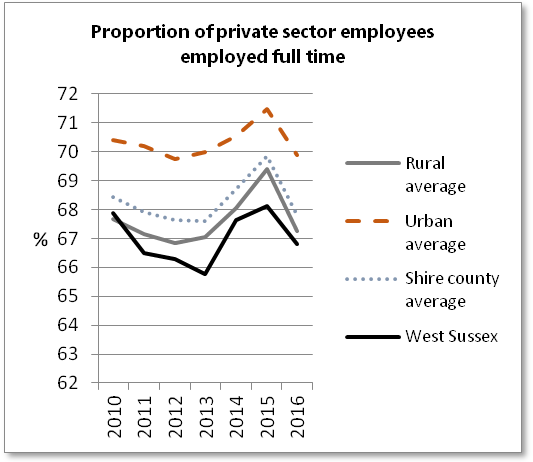 Proportion of private sector employees
employed full time
72
71
70
69
68
67
66
65
64
63
62
%
2010
2011
2012
2013
2014
2015
2016
Rural
average
Urban
average
Shire county
average
West Sussex